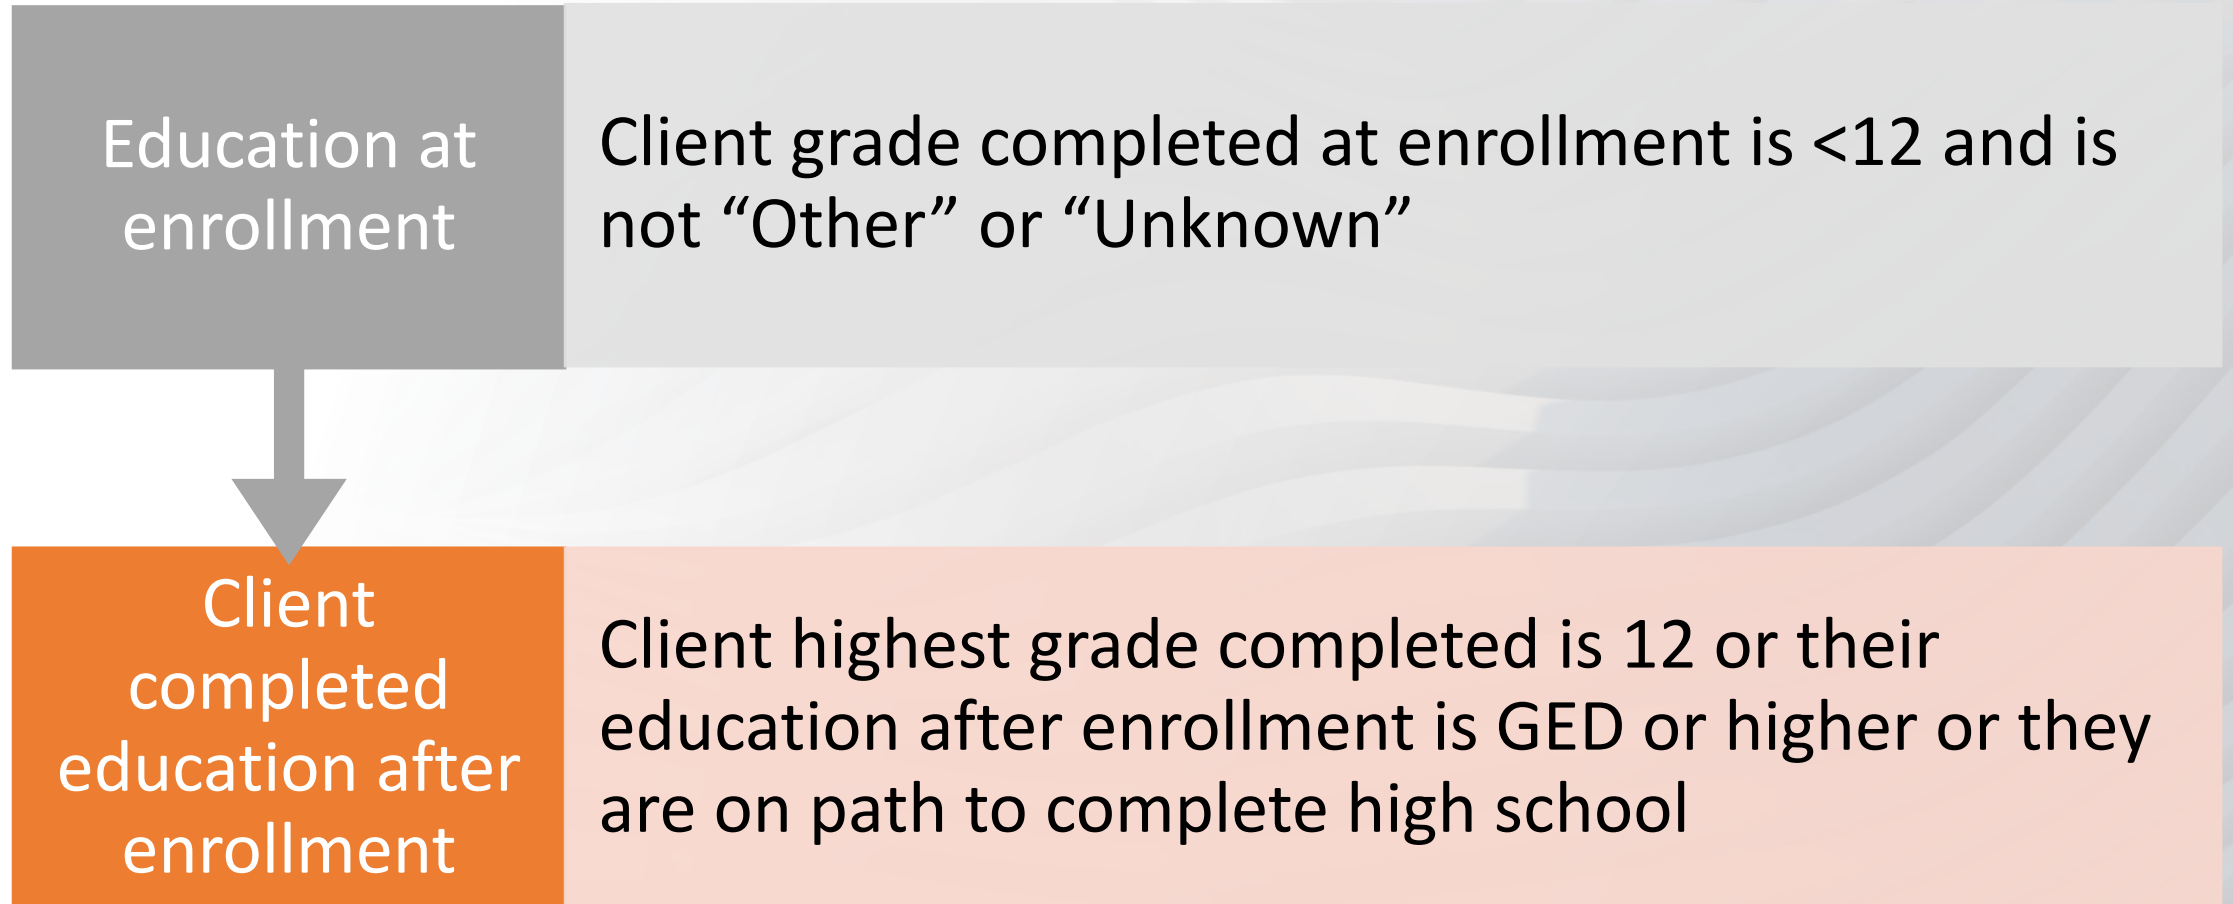 Education at
enrollment
Client grade completed at enrollment is <12 and is
not “Other” or “Unknown”
Client
completed
education after
enrollment
Client highest grade completed is 12 or their
education after enrollment is GED or higher or they
are on path to complete high school